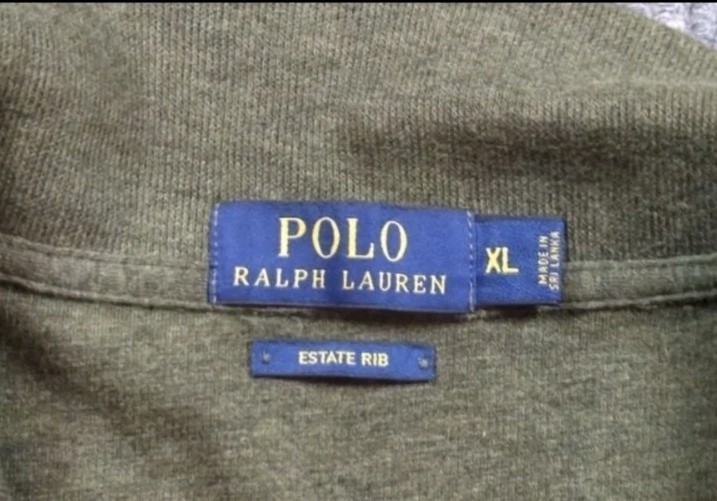 POLO
RALPH LAUREN
XL
MADE IN
SRI LANKA
ESTATE RIB